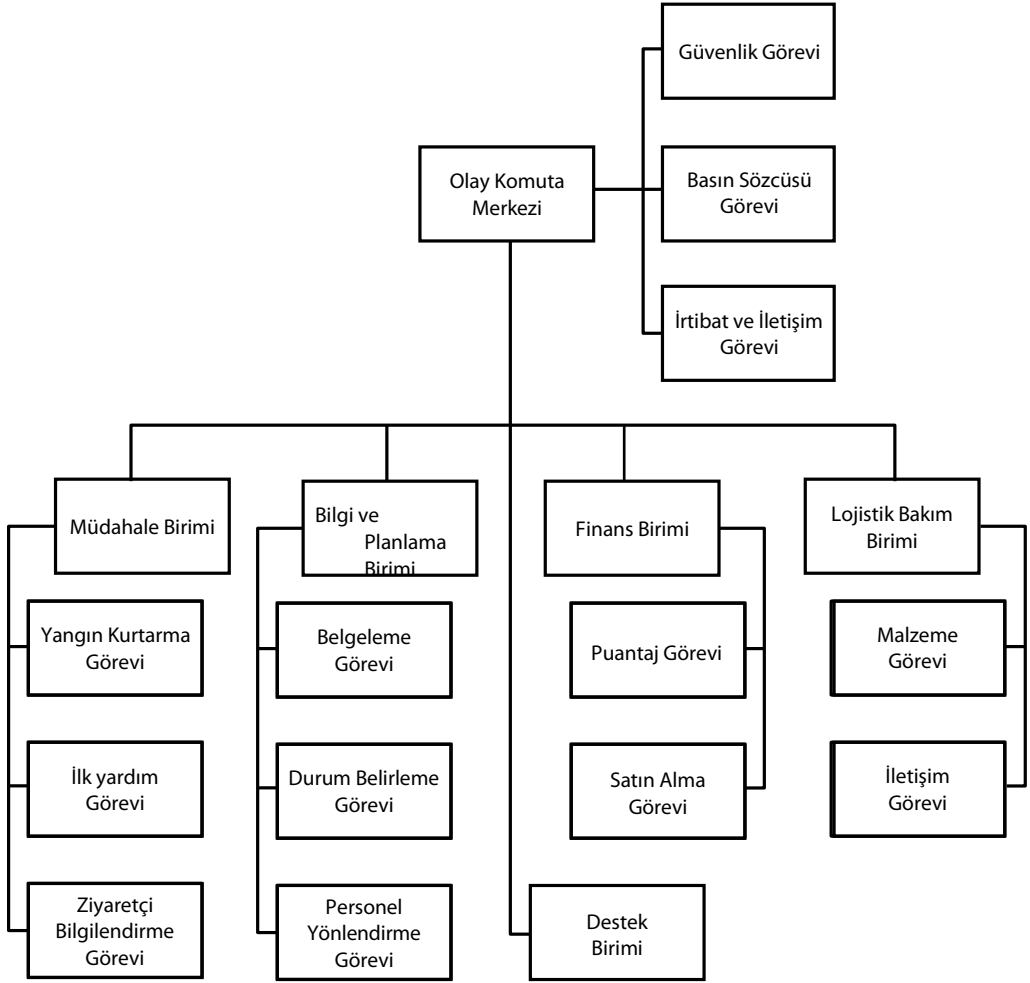 Güvenlik Görevi
Olay Komuta
Merkezi
Basın Sözcüsü
Görevi
İrtibat ve İletişim
Görevi
Müdahale Birimi
Bilgi ve
Planlama
Birimi
Finans Birimi
Lojistik Bakım
Birimi
Yangın Kurtarma
Görevi
Belgeleme
Görevi
Puantaj Görevi
Malzeme
Görevi
İlk yardım
Görevi
Durum Belirleme
Görevi
Satın Alma
Görevi
İletişim
Görevi
Ziyaretçi
Bilgilendirme
Görevi
Personel
Yönlendirme
Görevi
Destek
Birimi